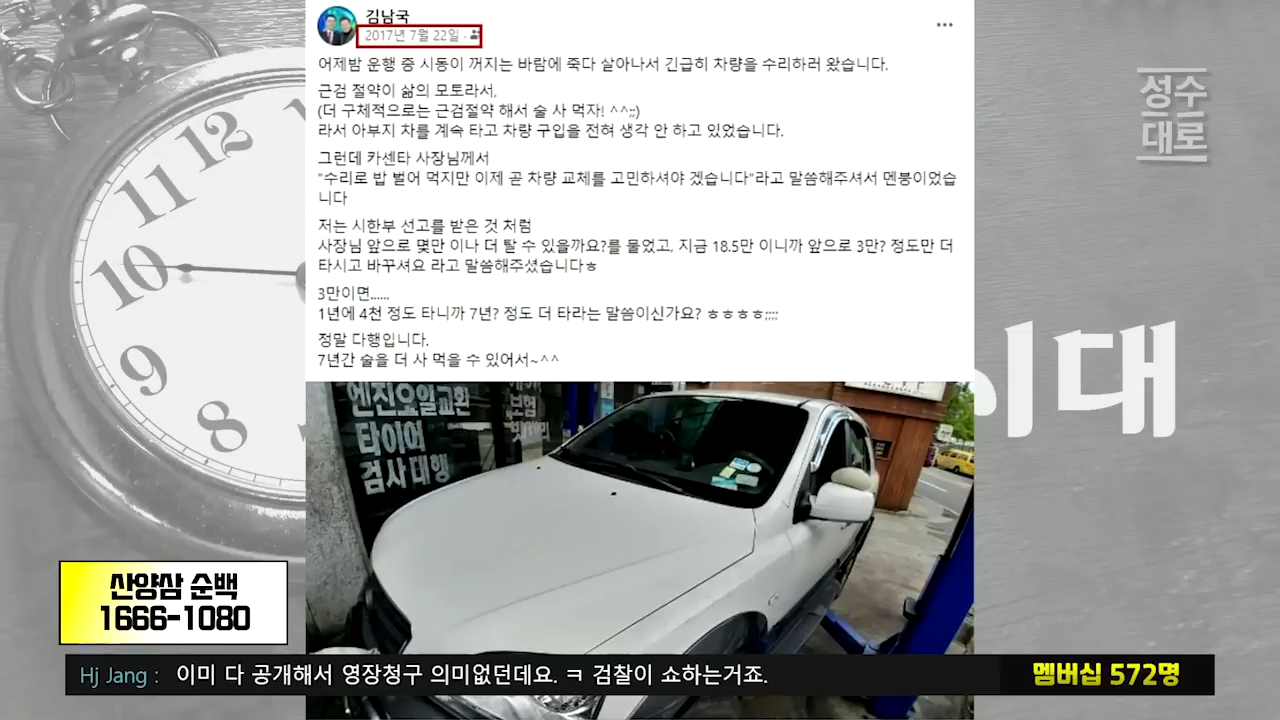 김남국
2017년 7월 22일 ·
어제밤 운행 중 시동이 꺼지는 바람에 죽다 살아나서 긴급히 차량을 수리하러 왔습니다.
근검 절약이 삶의 모토라서,
(더 구체적으로는 근검절약 해서 술 사 먹자! ^^;;)
라서 아부지 차를 계속 타고 차량 구입을 전혀 생각 안 하고 있었습니다.
그런데 카센타 사장님께서
"수리로 밥 벌어 먹지만 이제 곧 차량 교체를 고민하셔야 겠습니다"라고 말씀해주셔서 멘붕이었습
니다
저는 시한부 선고를 받은 것 처럼
사장님 앞으로 몇만 이나 더 탈 수 있을까요?를 물었고, 지금 18.5만 이니까 앞으로 3만? 정도만 더
타시고 바꾸셔요 라고 말씀해주셨습니다ㅎ
3만이면......
1년에 4천 정도 타니까 7년? 정도 더 타라는 말씀이신가요? ㅎㅎㅎㅎ;;;;
정말 다행입니다.
7년간 술을 더 사 먹을 수 있어서~^^
성수
대로
대
12
11
10
9
8
엔진오일교환
타이어
검사대행
보험
산양삼 순백
1666-1080
Hj Jang : 이미 다 공개해서 영장청구 의미없던데요. ㅋ 검찰이 쇼하는거죠.
멤버십 572명